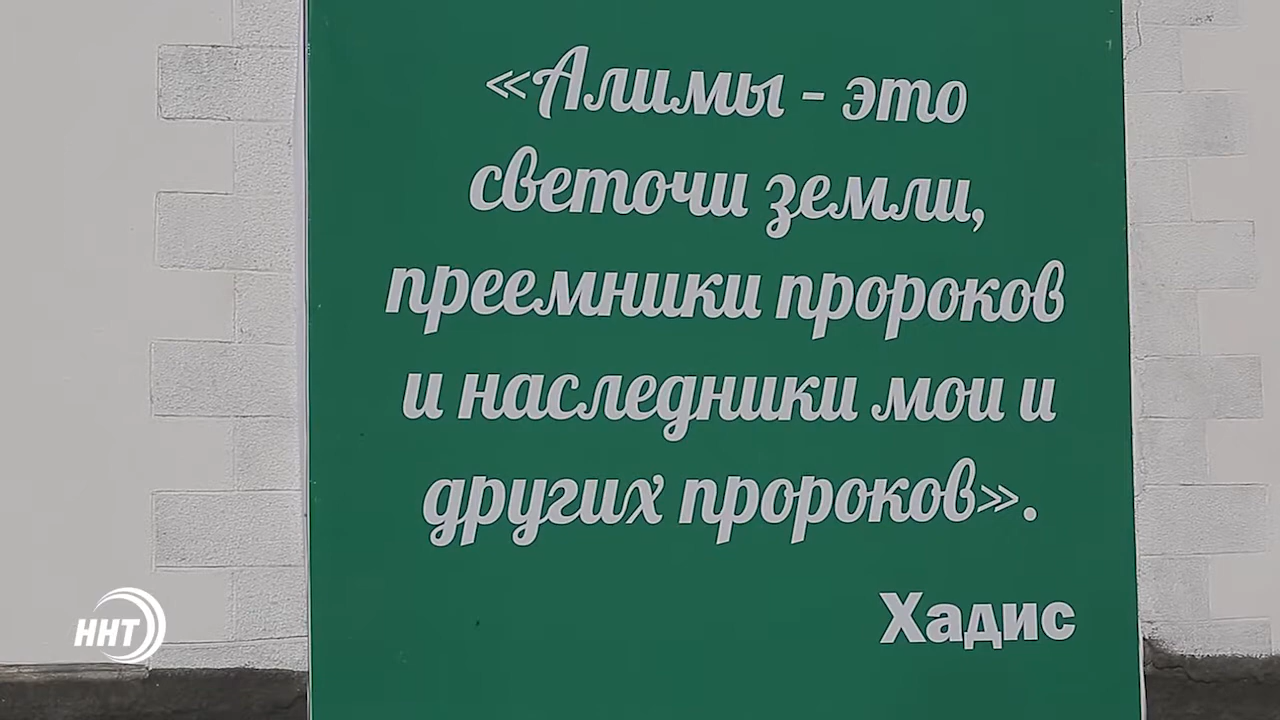 «Алимы – это
светочи земли,
преемники пророков
и наследники мои и
других пророков».
Хадис
ННТ